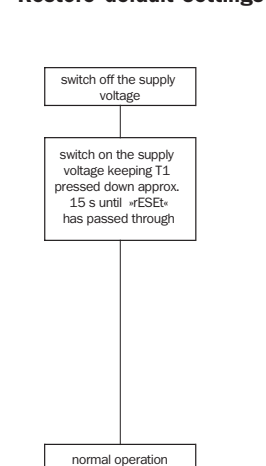 Restore default settings
switch off the supply
voltage
switch on the supply
voltage keeping T1
pressed down approx.
15 s until »rESEt«
has passed through
normal operation